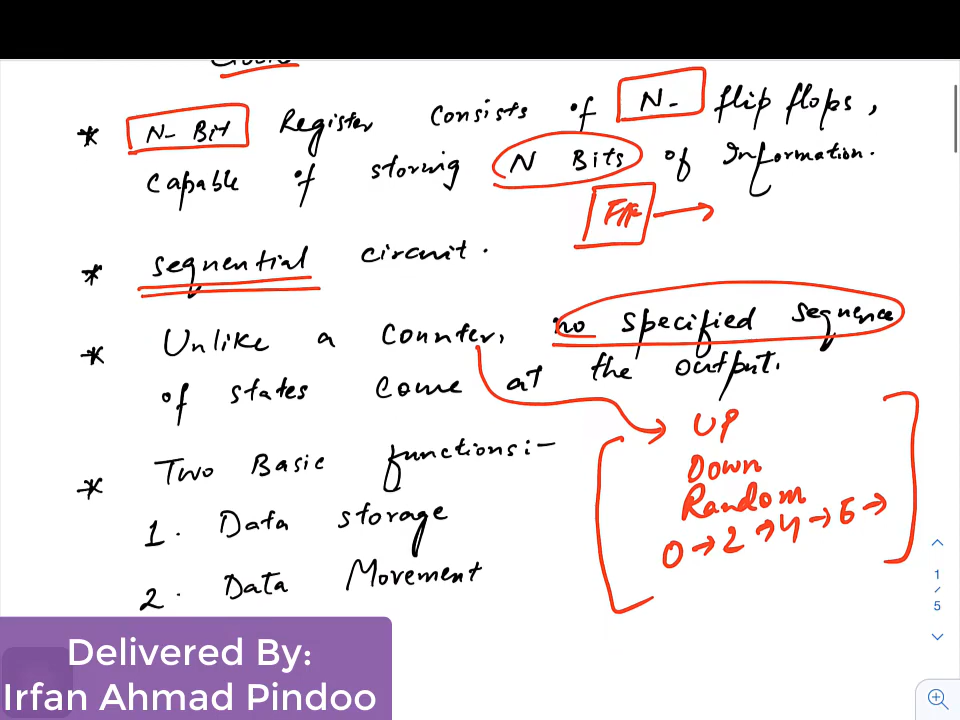 * N-Bit Register consists of N- flip flops,
capable of storing N Bits of Information.
FF →
* sequential circuit.
* Unlike a counter, no specified sequence
of states come at the output.
UP
Down
Random
0 → 2 → 4 → 6 →
* Two Basic functions:-
1. Data storage
2. Data Movement
1
/
5
Delivered By:
Irfan Ahmad Pindoo